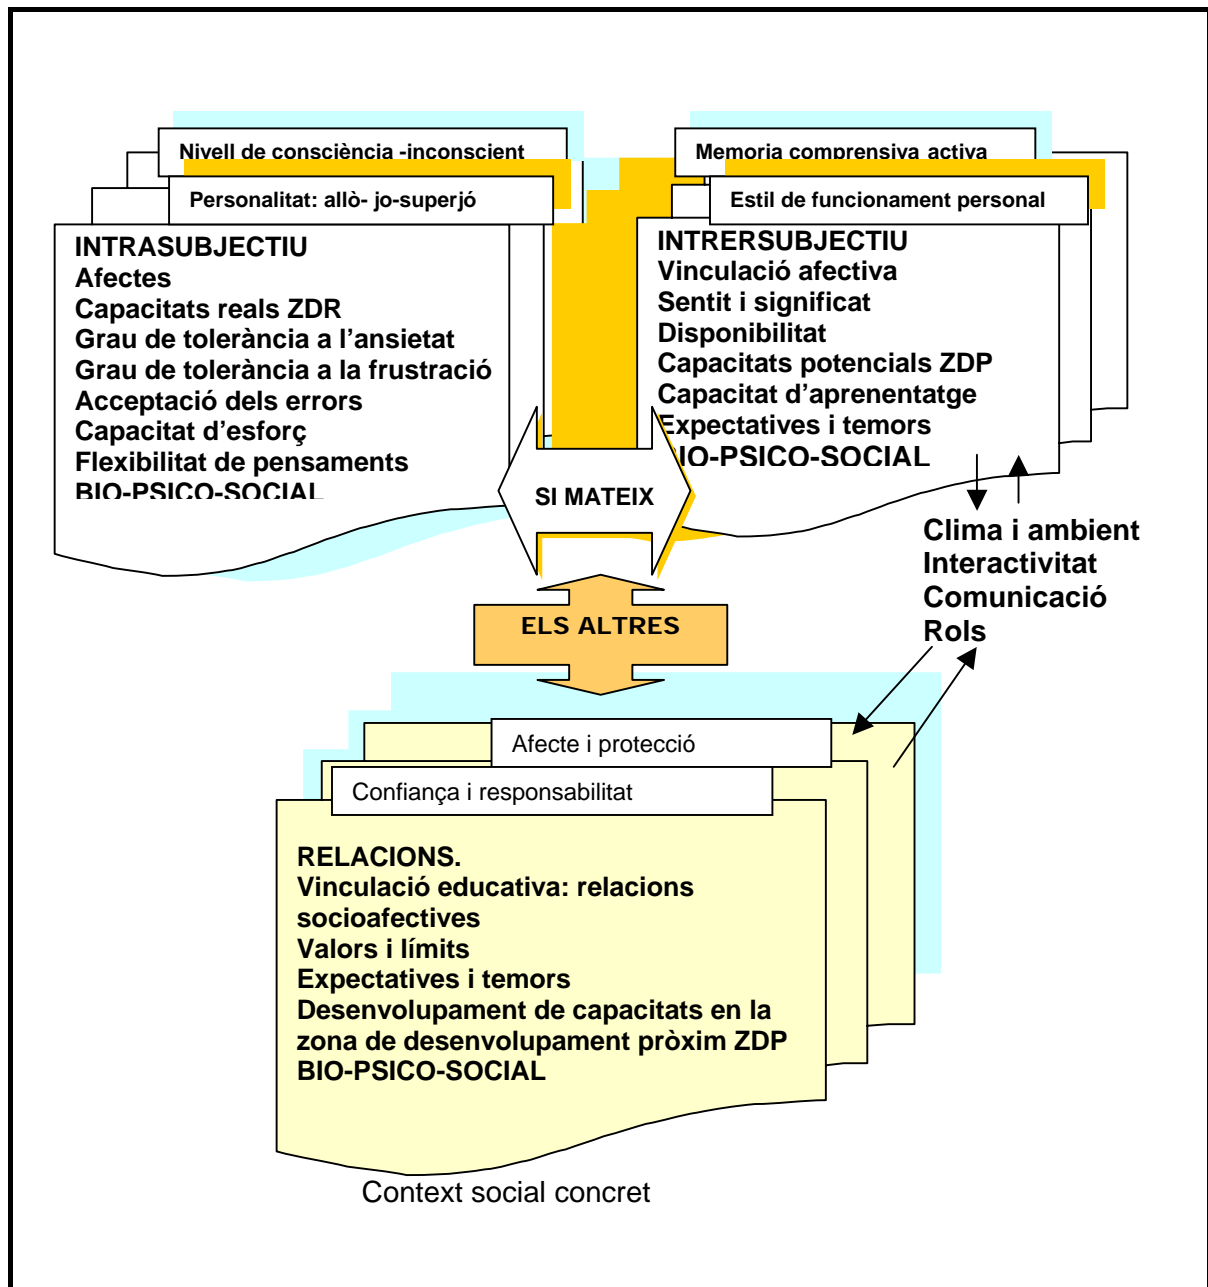 Nivell de consciència -inconscient
Personalitat: allò- jo-superjó
INTRASUBJECTIU
Afectes
Capacitats reals ZDR
Grau de tolerància a l'ansietat
Grau de tolerància a la frustració
Acceptació dels errors
Capacitat d'esforç
Flexibilitat de pensaments
BIO-PSICO-SOCIAL
Memoria comprensiva activa
Estil de funcionament personal
INTRERSUBJECTIU
Vinculació afectiva
Sentit i significat
Disponibilitat
Capacitats potencials ZDP
Capacitat d'aprenentatge
Expectatives i temors
BIO-PSICO-SOCIAL
SI MATEIX
Clima i ambient
Interactivitat
Comunicació
Rols
ELS ALTRES
Afecte i protecció
Confiança i responsabilitat
RELACIONS.
Vinculació educativa: relacions
socioafectives
Valors i límits
Expectatives i temors
Desenvolupament de capacitats en la
zona de desenvolupament pròxim ZDP
BIO-PSICO-SOCIAL
Context social concret